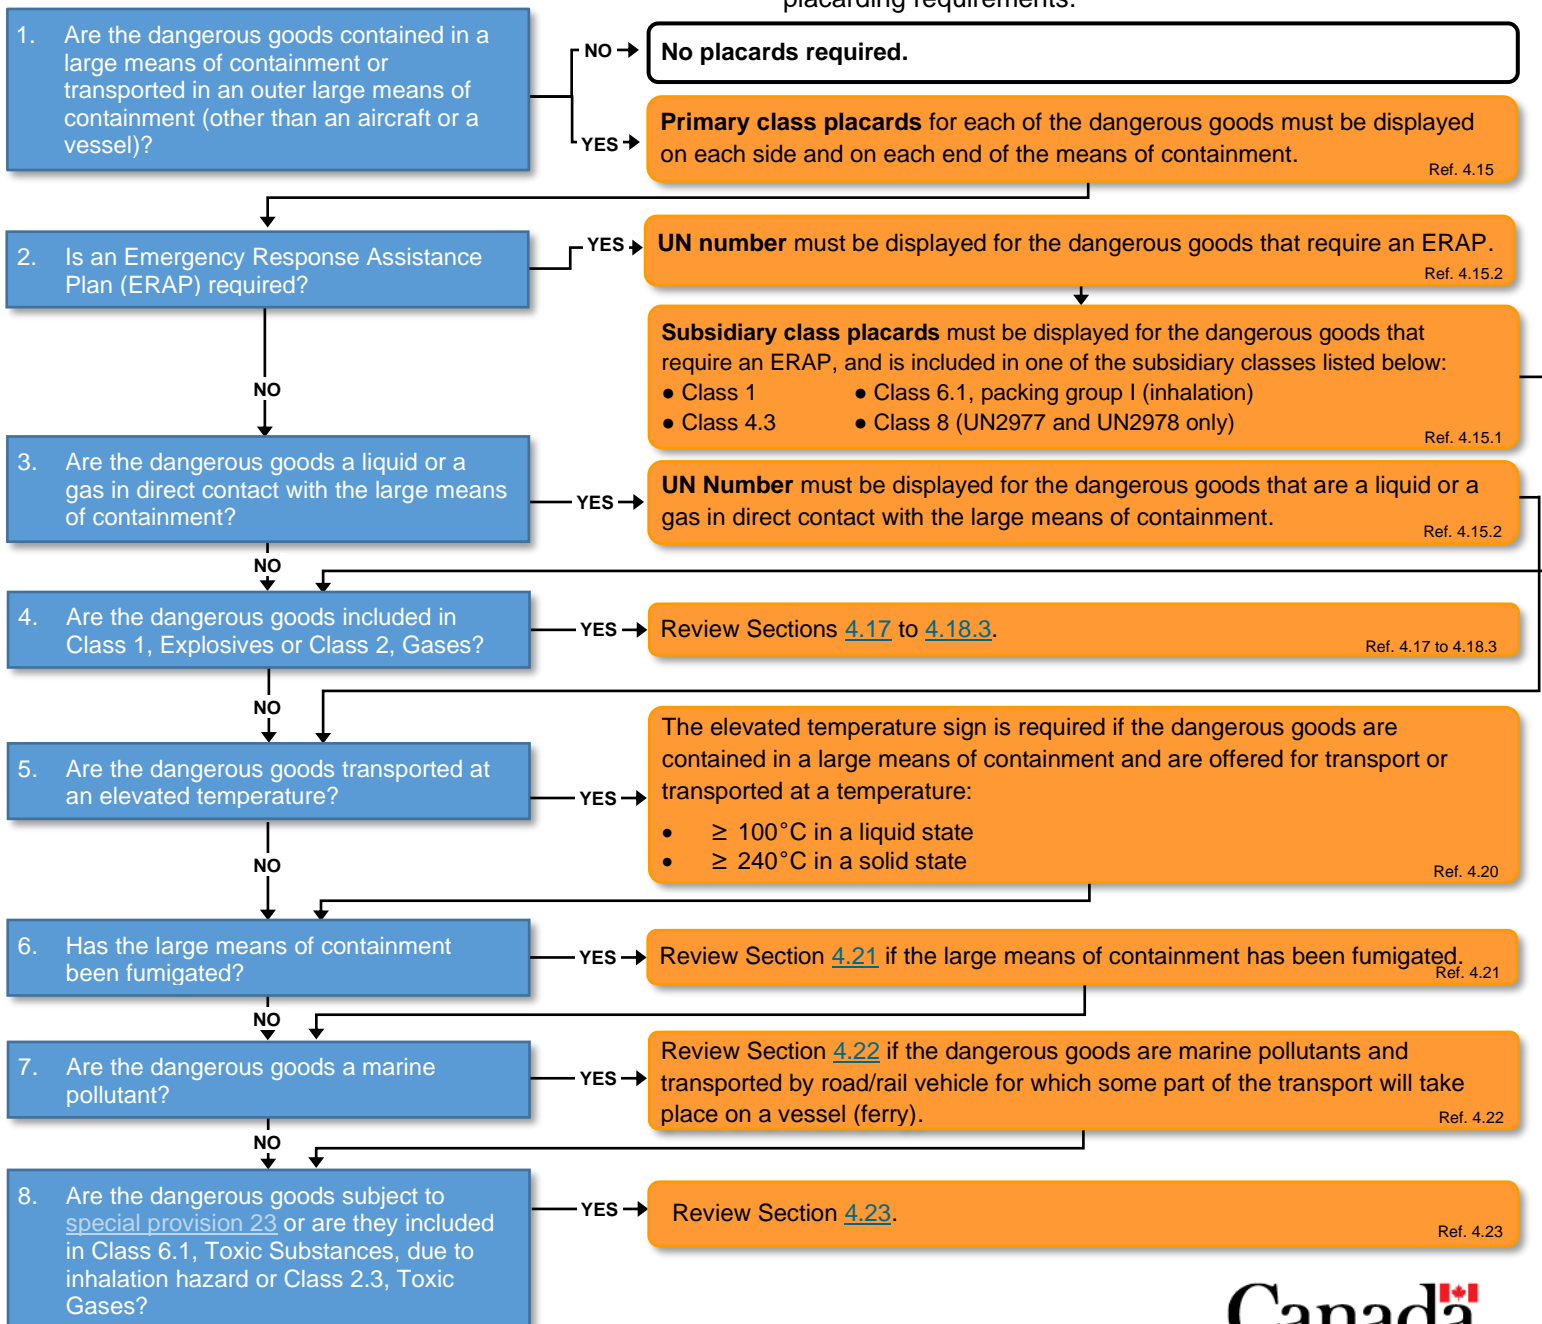 placarding requirements.
1. Are the dangerous goods contained in a
large means of containment or
transported in an outer large means of
containment (other than an aircraft or a
vessel)?
NO
No placards required.
YES
Primary class placards for each of the dangerous goods must be displayed
on each side and on each end of the means of containment.
Ref. 4.15
2. Is an Emergency Response Assistance
Plan (ERAP) required?
YES
UN number must be displayed for the dangerous goods that require an ERAP.
Ref. 4.15.2
Subsidiary class placards must be displayed for the dangerous goods that
require an ERAP, and is included in one of the subsidiary classes listed below:
● Class 1 ● Class 6.1, packing group I (inhalation)
● Class 4.3 ● Class 8 (UN2977 and UN2978 only)
Ref. 4.15.1
NO
3. Are the dangerous goods a liquid or a
gas in direct contact with the large means
of containment?
YES
UN Number must be displayed for the dangerous goods that are a liquid or a
gas in direct contact with the large means of containment.
Ref. 4.15.2
NO
4. Are the dangerous goods included in
Class 1, Explosives or Class 2, Gases?
YES
Review Sections 4.17 to 4.18.3.
Ref. 4.17 to 4.18.3
NO
5. Are the dangerous goods transported at
an elevated temperature?
YES
The elevated temperature sign is required if the dangerous goods are
contained in a large means of containment and are offered for transport or
transported at a temperature:
• ≥ 100°C in a liquid state
• ≥ 240°C in a solid state
Ref. 4.20
NO
6. Has the large means of containment
been fumigated?
YES
Review Section 4.21 if the large means of containment has been fumigated.
Ref. 4.21
NO
7. Are the dangerous goods a marine
pollutant?
YES
Review Section 4.22 if the dangerous goods are marine pollutants and
transported by road/rail vehicle for which some part of the transport will take
place on a vessel (ferry).
Ref. 4.22
NO
8. Are the dangerous goods subject to
special provision 23 or are they included
in Class 6.1, Toxic Substances, due to
inhalation hazard or Class 2.3, Toxic
Gases?
YES
Review Section 4.23.
Ref. 4.23
Canada